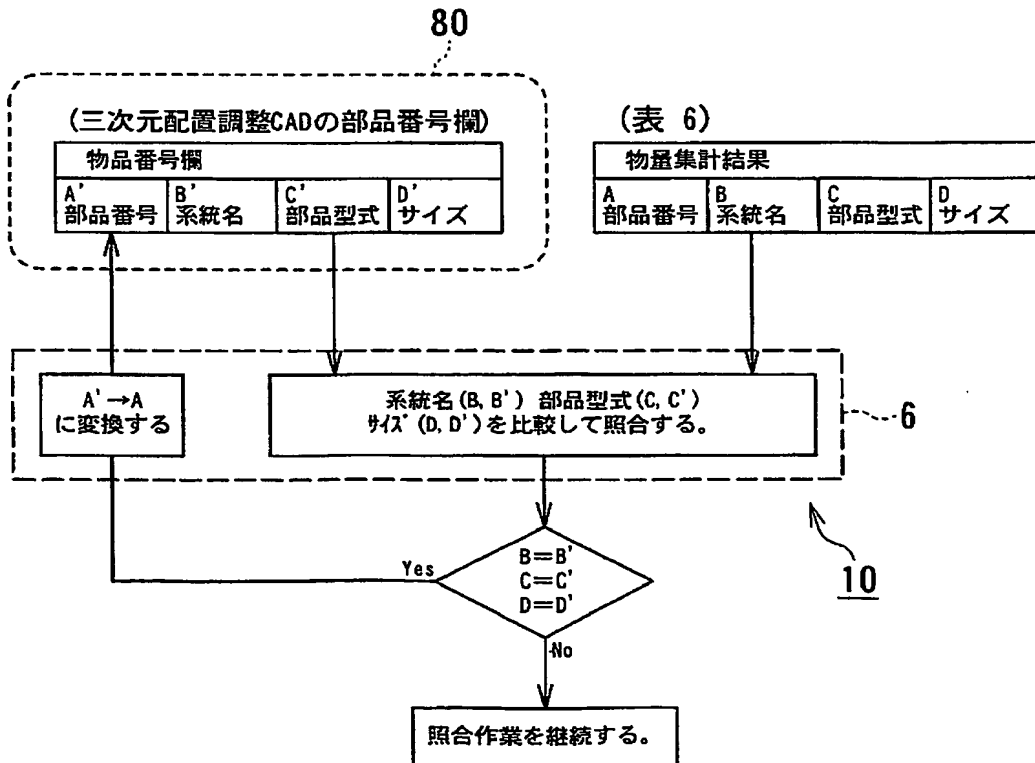 80
(三次元配置調整CADの部品番号欄)
物品番号欄
A'
部品番号
B'
系統名
C'
部品型式
D'
サイズ
(表 6)
物量集計結果
A
部品番号
B
系統名
C
部品型式
D
サイズ
A'→A
に変換する
系統名(B, B') 部品型式(C, C')
サイズ(D, D')を比較して照合する。
6
B=B'
C=C'
D=D'
Yes
No
10
照合作業を継続する。